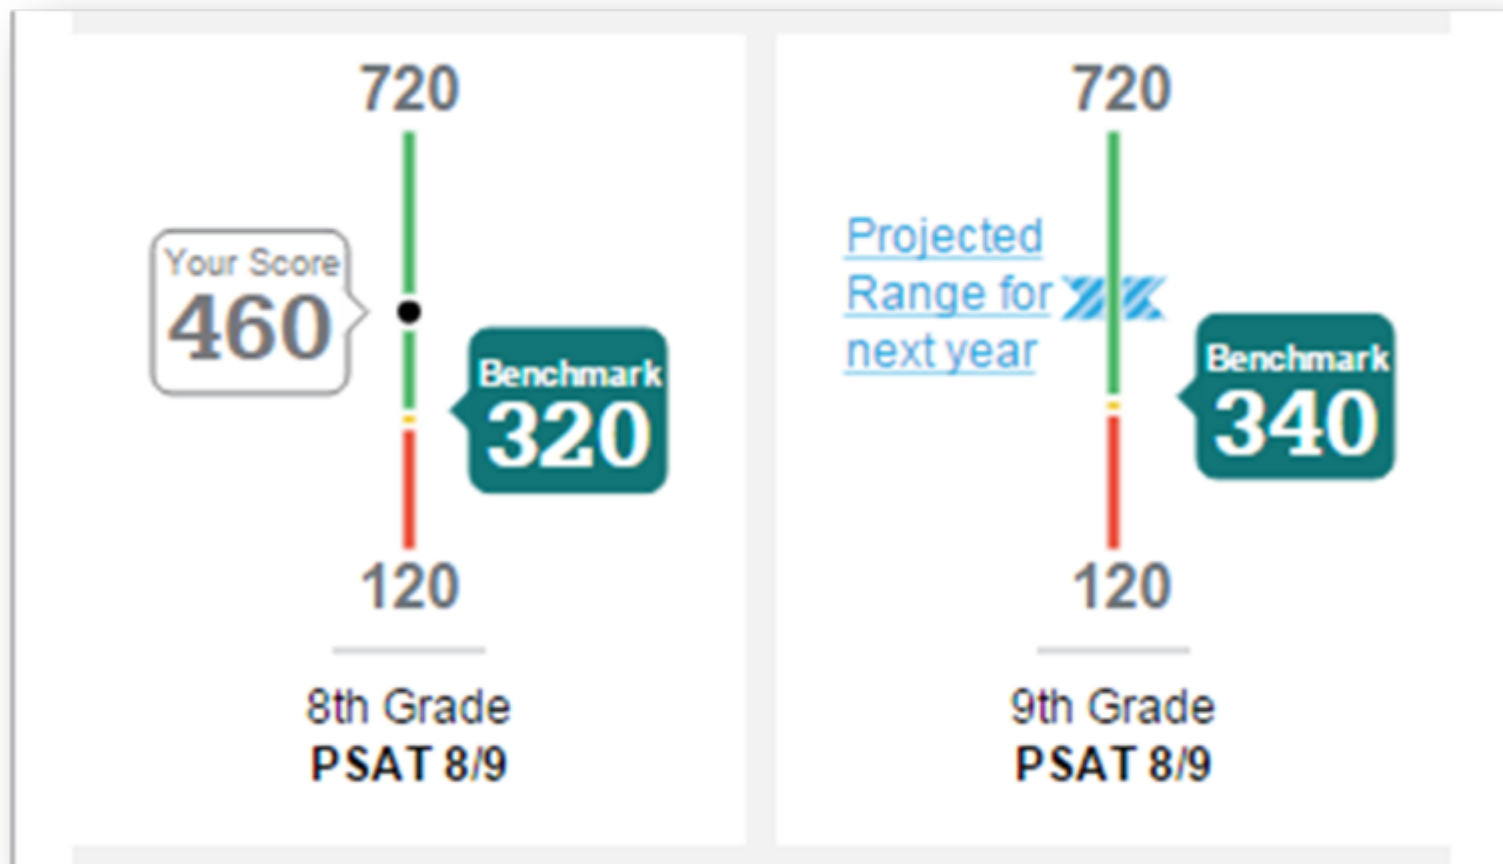 720
Your Score
460
Benchmark
320
120
8th Grade
PSAT 8/9
720
Projected
Range for
next year
Benchmark
340
120
9th Grade
PSAT 8/9